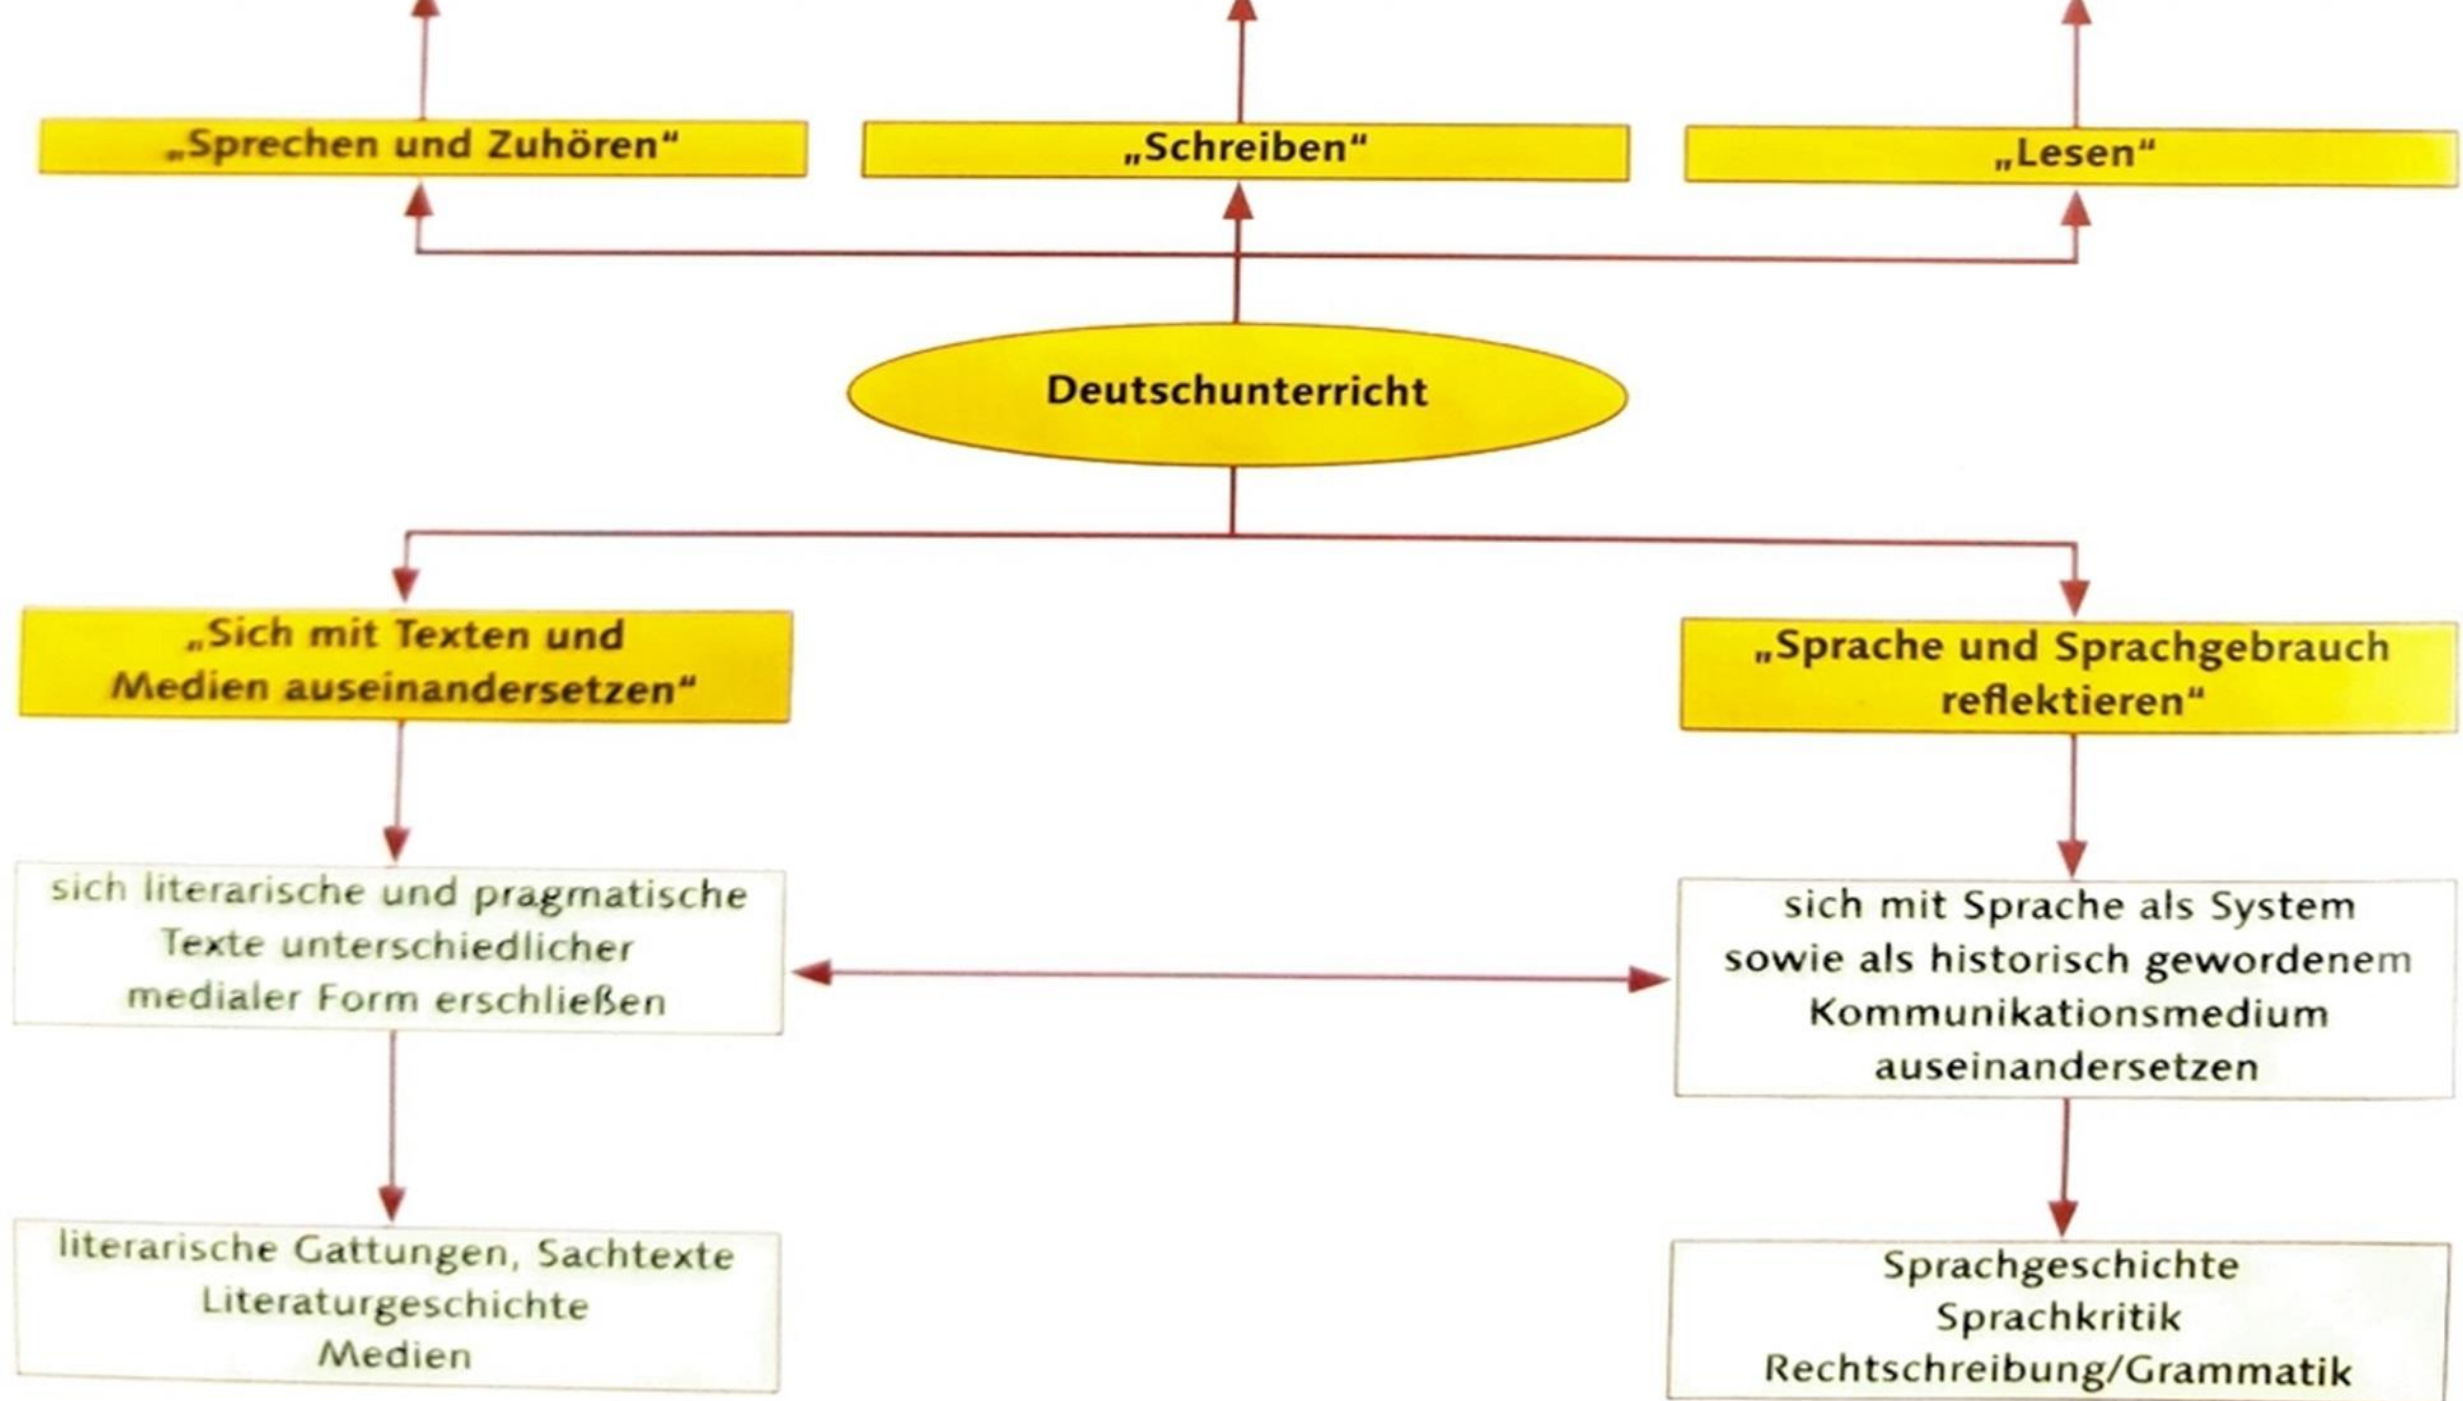 „Sprechen und Zuhören“
„Schreiben“
„Lesen“
Deutschunterricht
„Sich mit Texten und
Medien auseinandersetzen“
„Sprache und Sprachgebrauch
reflektieren“
sich literarische und pragmatische
Texte unterschiedlicher
medialer Form erschließen
sich mit Sprache als System
sowie als historisch gewordenem
Kommunikationsmedium
auseinandersetzen
literarische Gattungen, Sachtexte
Literaturgeschichte
Medien
Sprachgeschichte
Sprachkritik
Rechtschreibung/Grammatik